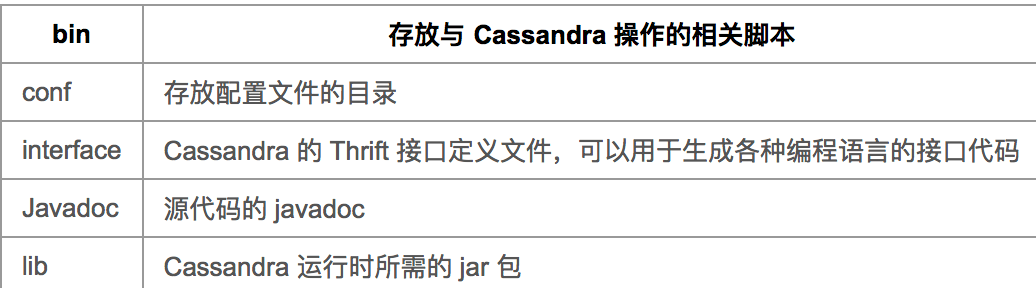 bin 存放与 Cassandra 操作的相关脚本
conf 存放配置文件的目录
interface Cassandra 的 Thrift 接口定义文件，可以用于生成各种编程语言的接口代码
Javadoc 源代码的 javadoc
lib Cassandra 运行时所需的 jar 包